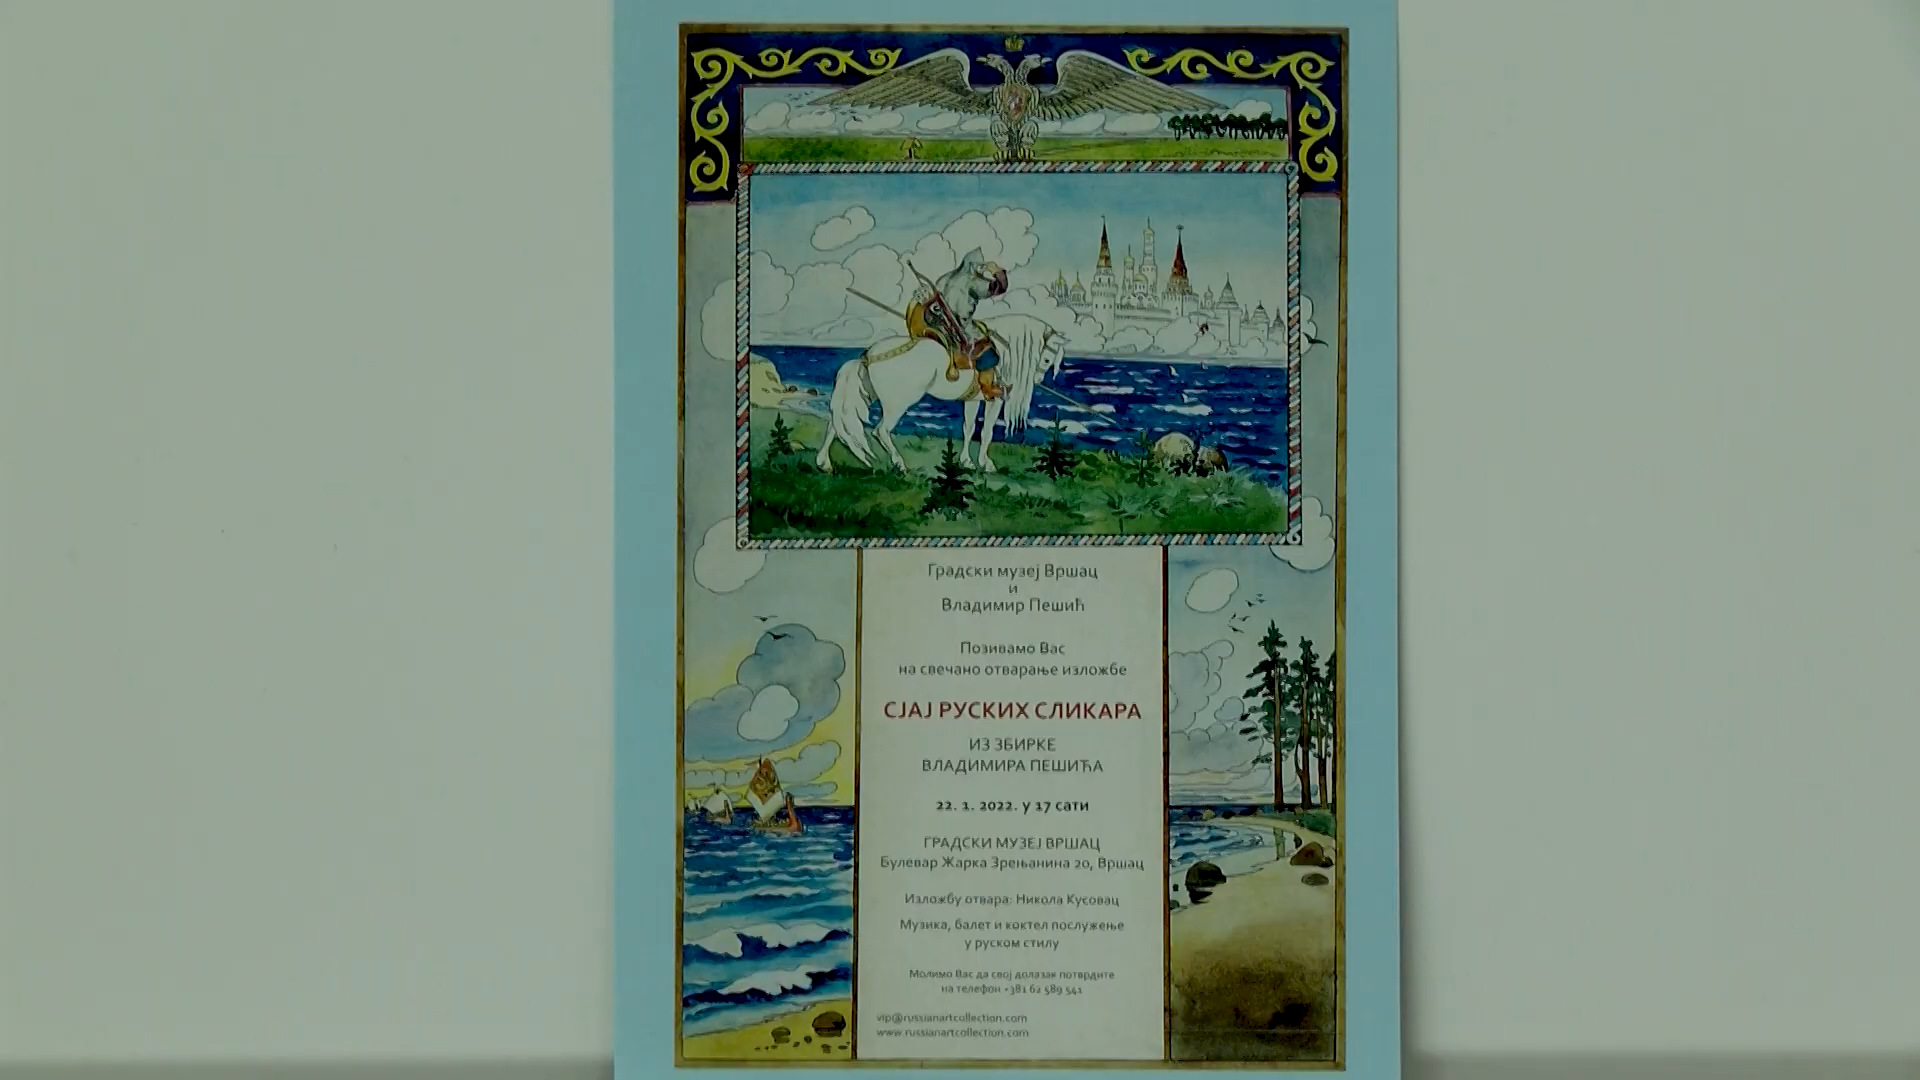 Градски музеј Вршац
и
Владимир Пешић
Позивамо Вас
на свечано отварање изложбе
СЈАЈ РУСКИХ СЛИКАРА
ИЗ ЗБИРКЕ
ВЛАДИМИРА ПЕШИЋА
22. 1. 2022. у 17 сати
ГРАДСКИ МУЗЕЈ ВРШАЦ
Булевар Жарка Зрењанина 20, Вршац
Изложбу отвара: Никола Кусовац
Музика, балет и коктел послужење
у руском стилу
Молимо Вас да свој долазак потврдите
на телефон +381 62 589 541
vip@russianartcollection.com
www.russianartcollection.com